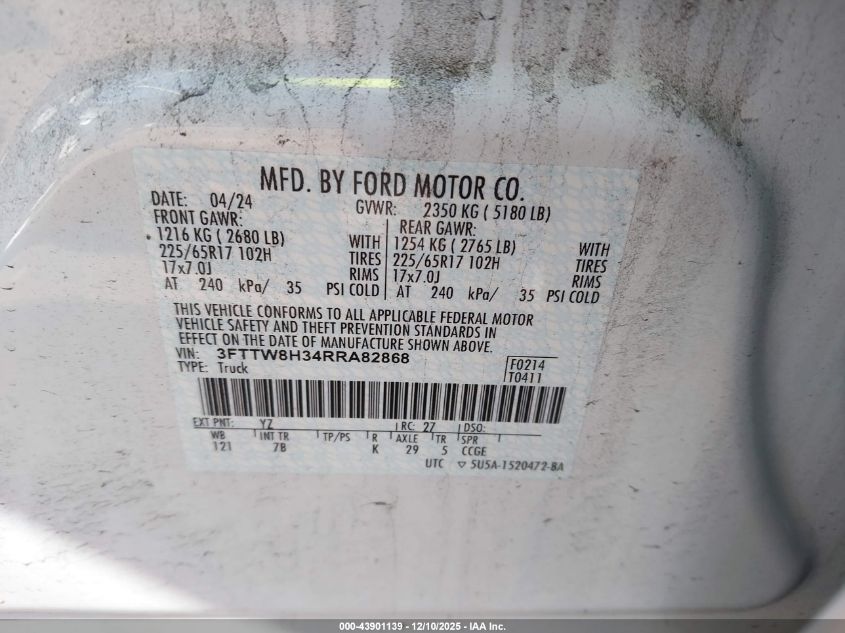 MFD. BY FORD MOTOR CO.
DATE: 04/24 GVWR: 2350 KG ( 5180 LB)
FRONT GAWR: REAR GAWR:
1216 KG ( 2680 LB) WITH 1254 KG ( 2765 LB) WITH
225/65R17 102H TIRES 225/65R17 102H TIRES
17x7.0J RIMS 17x7.0J RIMS
AT 240 kPa/ 35 PSI COLD AT 240 kPa/ 35 PSI COLD
THIS VEHICLE CONFORMS TO ALL APPLICABLE FEDERAL MOTOR
VEHICLE SAFETY AND THEFT PREVENTION STANDARDS IN
EFFECT ON THE DATE OF MANUFACTURE SHOWN ABOVE.
VIN: 3FTTW8H34RRA82868 F0214
TYPE: Truck T0411
EXT PNT: YZ RC: 27 DSO:
WB INT TR TP/PS R AXLE TR SPR
121 7B K 29 5 CCGE
UTC ▽ 5U5A-1520472-BA
000-43901139 - 12/10/2025 - IAA Inc.